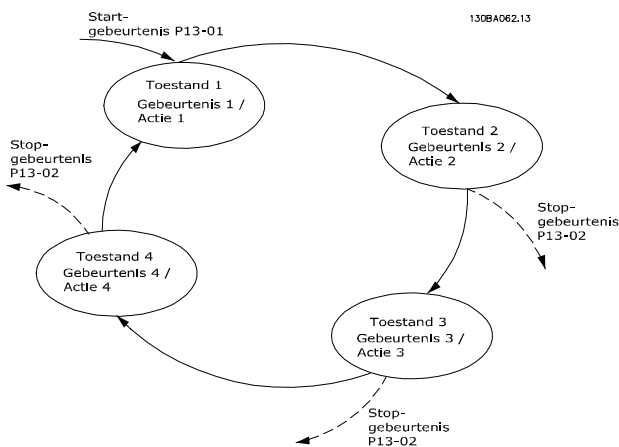 Start-
gebeurtenis P13-01
130BA062.13
Toestand 1
Gebeurtenis 1 /
Actie 1
Toestand 2
Gebeurtenis 2 /
Actie 2
Stop-
gebeurtenis
P13-02
Stop-
gebeurtenis
P13-02
Toestand 4
Gebeurtenis 4 /
Actie 4
Toestand 3
Gebeurtenis 3 /
Actie 3
Stop-
gebeurtenis
P13-02